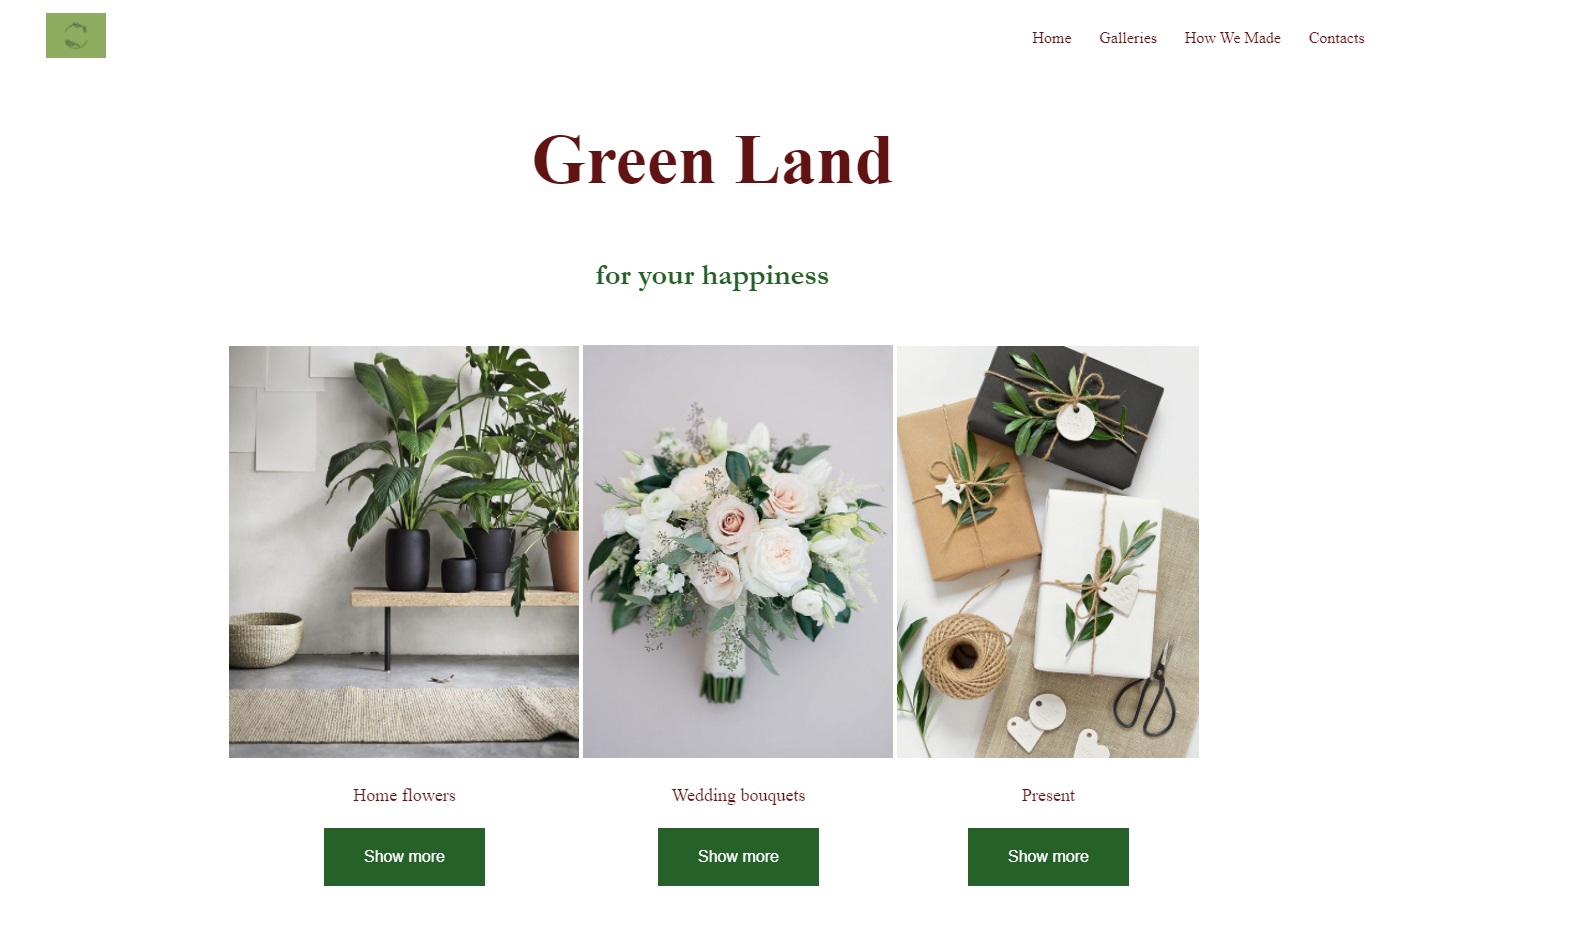 Home Galleries How We Made Contacts
Green Land
for your happiness
Home flowers Wedding bouquets Present
Show more Show more Show more